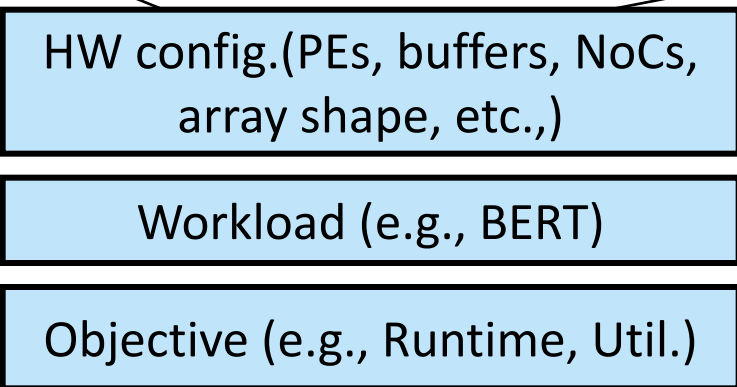 HW config.(PEs, buffers, NoCs,
array shape, etc.,)
Workload (e.g., BERT)
Objective (e.g., Runtime, Util.)